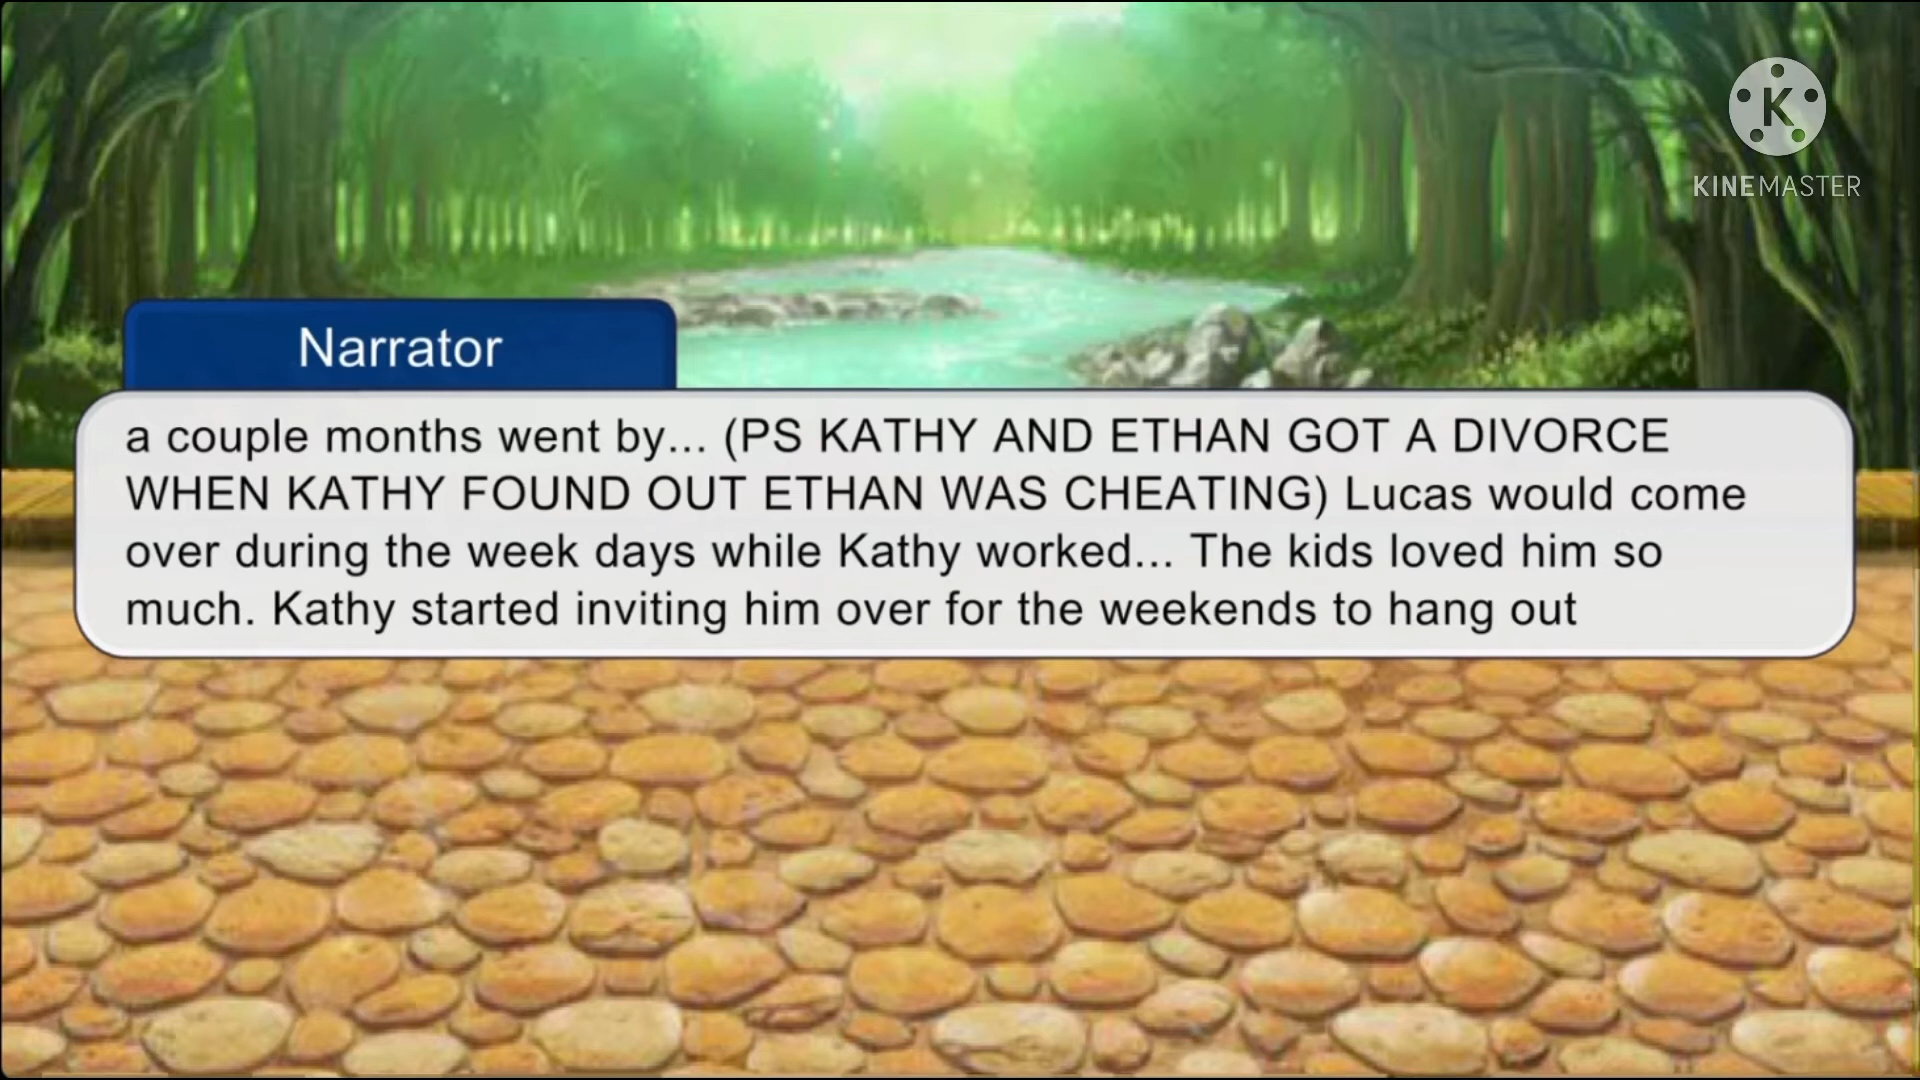 K
KINEMASTER
Narrator
a couple months went by... (PS KATHY AND ETHAN GOT A DIVORCE
WHEN KATHY FOUND OUT ETHAN WAS CHEATING) Lucas would come
over during the week days while Kathy worked... The kids loved him so
much. Kathy started inviting him over for the weekends to hang out